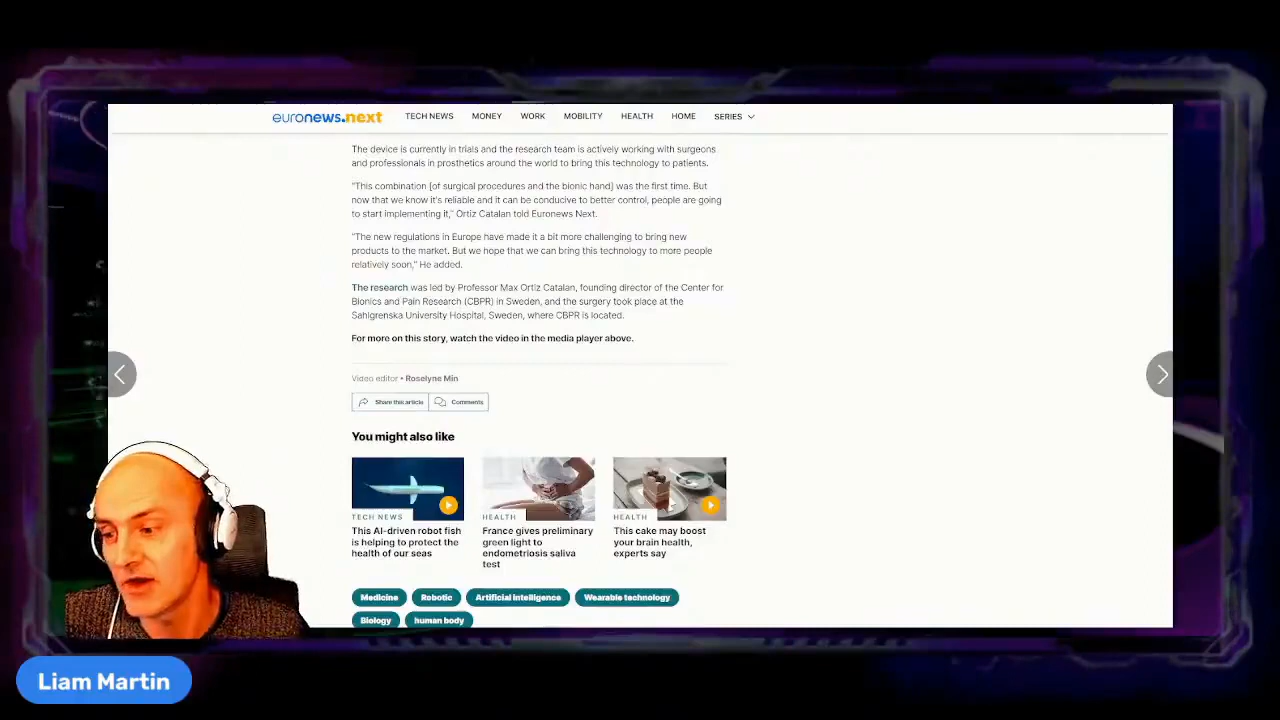 euronews.next TECH NEWS MONEY WORK MOBILITY HEALTH HOME SERIES
The device is currently in trials and the research team is actively working with surgeons
and professionals in prosthetics around the world to bring this technology to patients.
"This combination [of surgical procedures and the bionic hand] was the first time. But
now that we know it's reliable and it can be conducive to better control, people are going
to start implementing it," Ortiz Catalan told Euronews Next.
"The new regulations in Europe have made it a bit more challenging to bring new
products to the market. But we hope that we can bring this technology to more people
relatively soon," He added.
The research was led by Professor Max Ortiz Catalan, founding director of the Center for
Bionics and Pain Research (CBPR) in Sweden, and the surgery took place at the
Sahlgrenska University Hospital, Sweden, where CBPR is located.
For more on this story, watch the video in the media player above.
Video editor • Roselyne Min
Share this article Comments
You might also like
TECH NEWS
This AI-driven robot fish
is helping to protect the
health of our seas
HEALTH
France gives preliminary
green light to
endometriosis saliva
test
HEALTH
This cake may boost
your brain health,
experts say
Medicine Robotic Artificial intelligence Wearable technology
Biology human body
Liam Martin